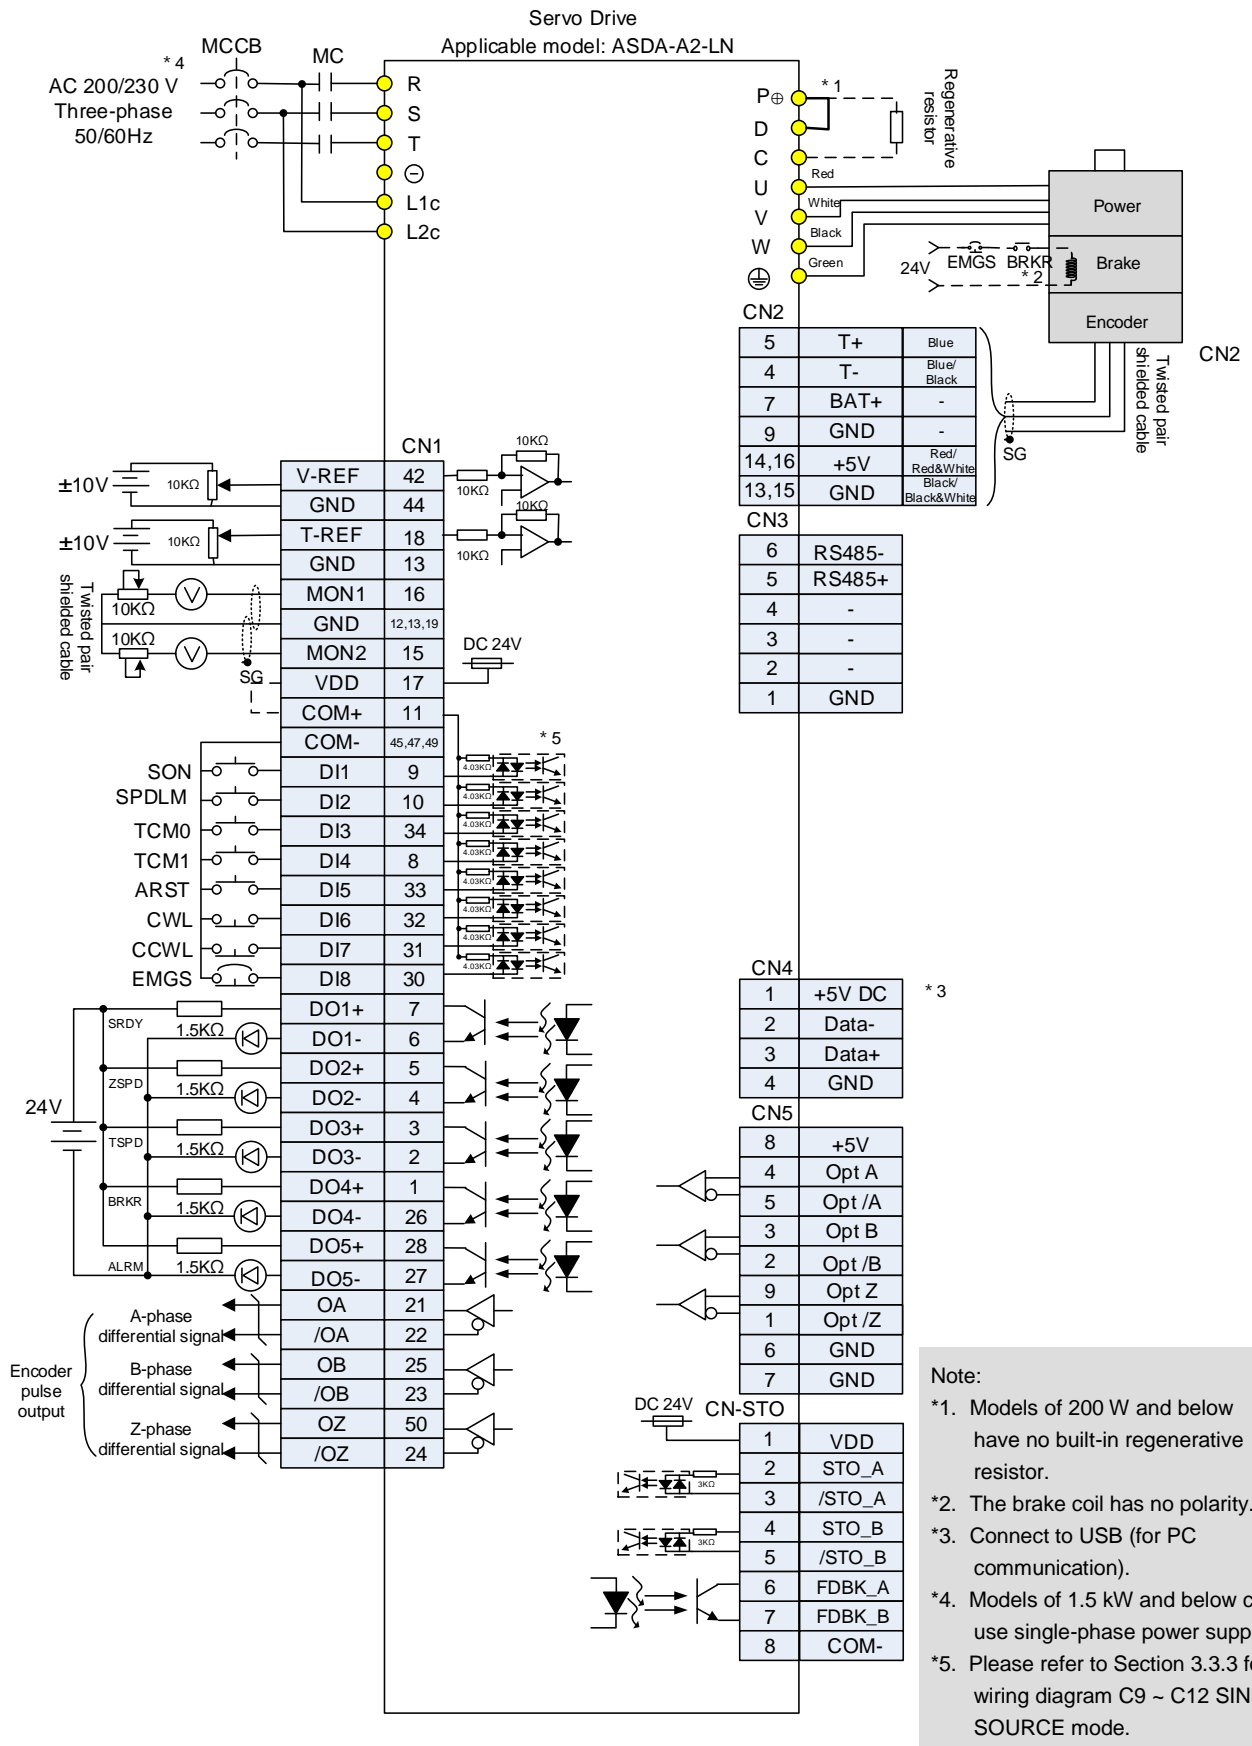 Servo Drive
Applicable model: ASDA-A2-LN
MCCB
MC
* 4
AC 200/230 V
Three-phase
50/60Hz
R
S
T
⊖
L1c
L2c
P⊕
D
C
U
V
W
* 1
Regenerative
resistor
Red
White
Black
Green
24V
EMGS
BRKR
* 2
Power
Brake
Encoder
CN2
Twisted pair
shielded cable
SG
CN2
5 T+ Blue
4 T- Blue/
Black
7 BAT+ -
9 GND -
14,16 +5V Red/
Red&White
13,15 GND Black/
Black&White
CN3
6 RS485-
5 RS485+
4 -
3 -
2 -
1 GND
CN1
±10V 10KΩ V-REF 42 10KΩ 10KΩ
GND 44
±10V 10KΩ T-REF 18 10KΩ 10KΩ
GND 13
Twisted pair
shielded cable
10KΩ V MON1 16
GND 12,13,19
10KΩ V MON2 15
SG
VDD 17 DC 24V
COM+ 11
COM- 45,47,49 * 5
SON DI1 9 4.03KΩ
SPDLM DI2 10 4.03KΩ
TCM0 DI3 34 4.03KΩ
TCM1 DI4 8 4.03KΩ
ARST DI5 33 4.03KΩ
CWL DI6 32 4.03KΩ
CCWL DI7 31 4.03KΩ
EMGS DI8 30 4.03KΩ
24V
SRDY DO1+ 7
1.5KΩ DO1- 6
DO2+ 5
ZSPD 1.5KΩ DO2- 4
DO3+ 3
TSPD 1.5KΩ DO3- 2
DO4+ 1
BRKR 1.5KΩ DO4- 26
DO5+ 28
ALRM 1.5KΩ DO5- 27
Encoder
pulse
output
A-phase
differential signal
OA 21
/OA 22
B-phase
differential signal
OB 25
/OB 23
Z-phase
differential signal
OZ 50
/OZ 24
CN4
1 +5V DC * 3
2 Data-
3 Data+
4 GND
CN5
8 +5V
4 Opt A
5 Opt /A
3 Opt B
2 Opt /B
9 Opt Z
1 Opt /Z
6 GND
7 GND
DC 24V CN-STO
1 VDD
2 STO_A
3KΩ
3 /STO_A
4 STO_B
3KΩ
5 /STO_B
6 FDBK_A
7 FDBK_B
8 COM-
Note:
*1. Models of 200 W and below
have no built-in regenerative
resistor.
*2. The brake coil has no polarity.
*3. Connect to USB (for PC
communication).
*4. Models of 1.5 kW and below
use single-phase power
*5. Please refer to Section 3.3.3
wiring diagram C9 ~ C12
SOURCE mode.